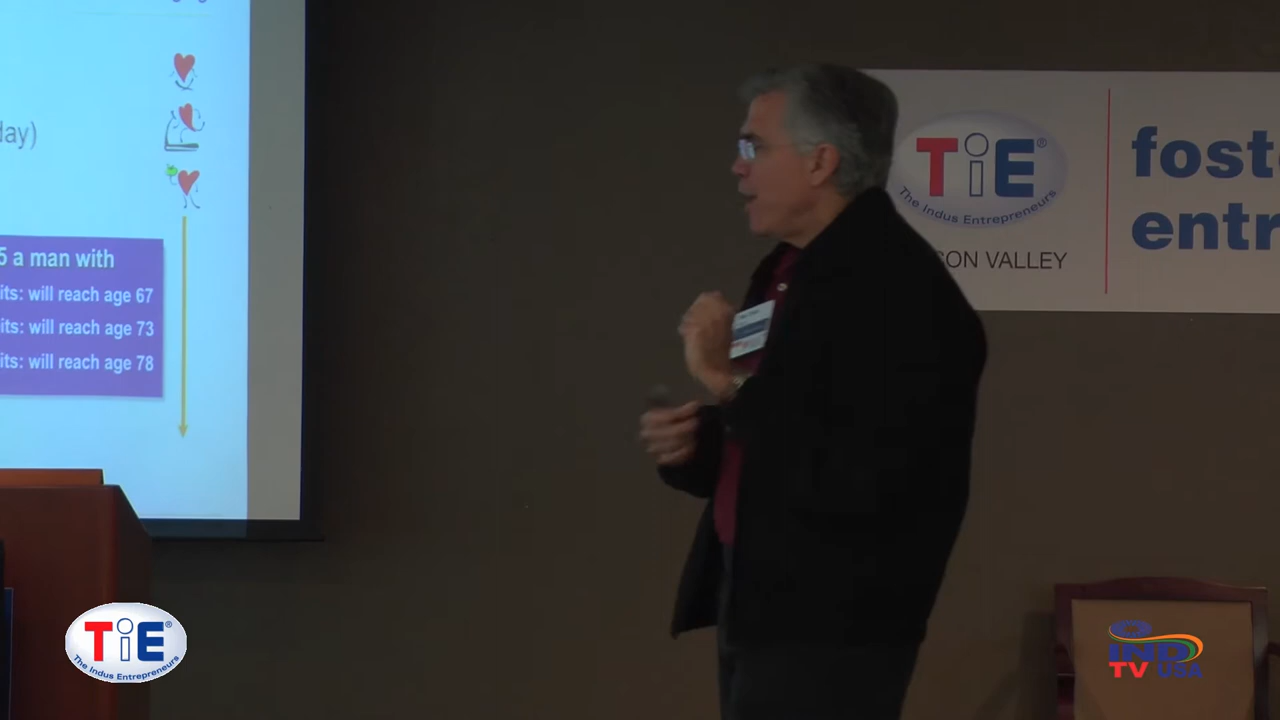 day)
5 a man with
its: will reach age 67
its: will reach age 73
its: will reach age 78
TiE®
The Indus Entrepreneurs
SON VALLEY
fost
entr
TiE®
The Indus Entrepreneurs
IND
TV USA